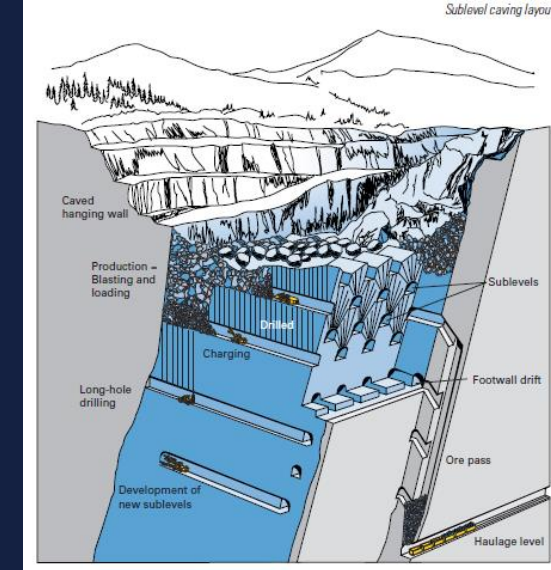 Sublevel caving layou
Caved
hanging wall
Production –
Blasting and
loading
Sublevels
Drilled
Charging
Footwall drift
Long-hole
drilling
Ore pass
Development of
new sublevels
Haulage level